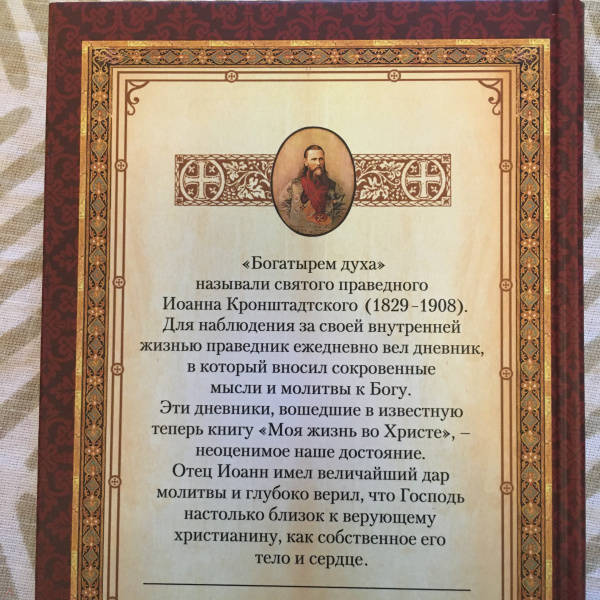 «Богатырем духа»
называли святого праведного
Иоанна Кронштадтского (1829–1908).
Для наблюдения за своей внутренней
жизнью праведник ежедневно вел дневник,
в который вносил сокровенные
мысли и молитвы к Богу.
Эти дневники, вошедшие в известную
теперь книгу «Моя жизнь во Христе», –
неоценимое наше достояние.
Отец Иоанн имел величайший дар
молитвы и глубоко верил, что Господь
настолько близок к верующему
христианину, как собственное его
тело и сердце.